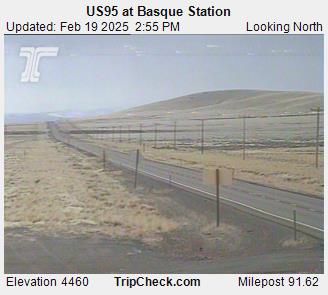 US95 at Basque Station
Updated: Feb 19 2025  2:55 PM Looking North
Elevation 4460 TripCheck.com Milepost 91.62